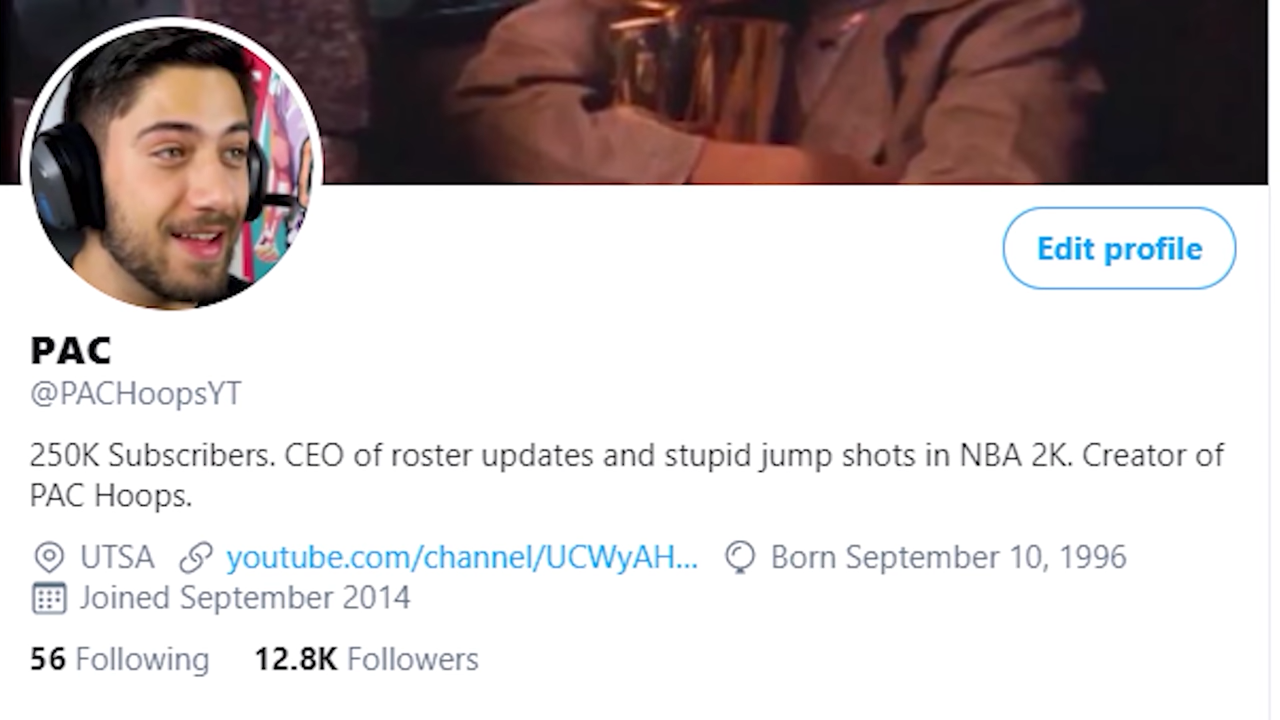 Edit profile
PAC
@PACHoopsYT
250K Subscribers. CEO of roster updates and stupid jump shots in NBA 2K. Creator of
PAC Hoops.
UTSA youtube.com/channel/UCWyAH... Born September 10, 1996
Joined September 2014
56 Following 12.8K Followers